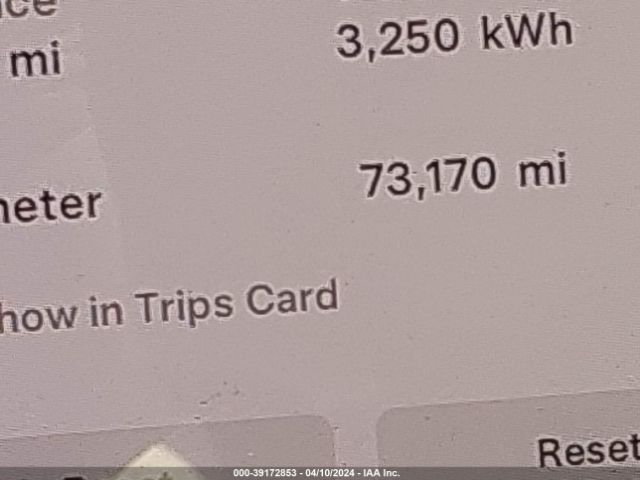 ce
mi 3,250 kWh
73,170 mi
neter
how in Trips Card
Reset
000-39172853 - 04/10/2024 - IAA Inc.